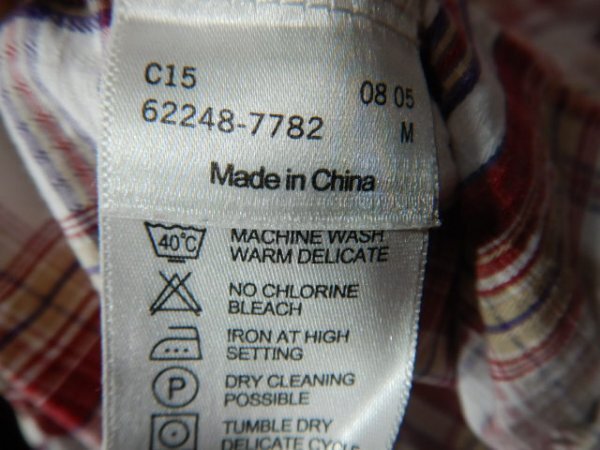 C15 08 05
62248-7782 M
Made in China
40°C MACHINE WASH
WARM DELICATE
NO CHLORINE
BLEACH
IRON AT HIGH
SETTING
P DRY CLEANING
POSSIBLE
TUMBLE DRY
DELICATE CYCLE